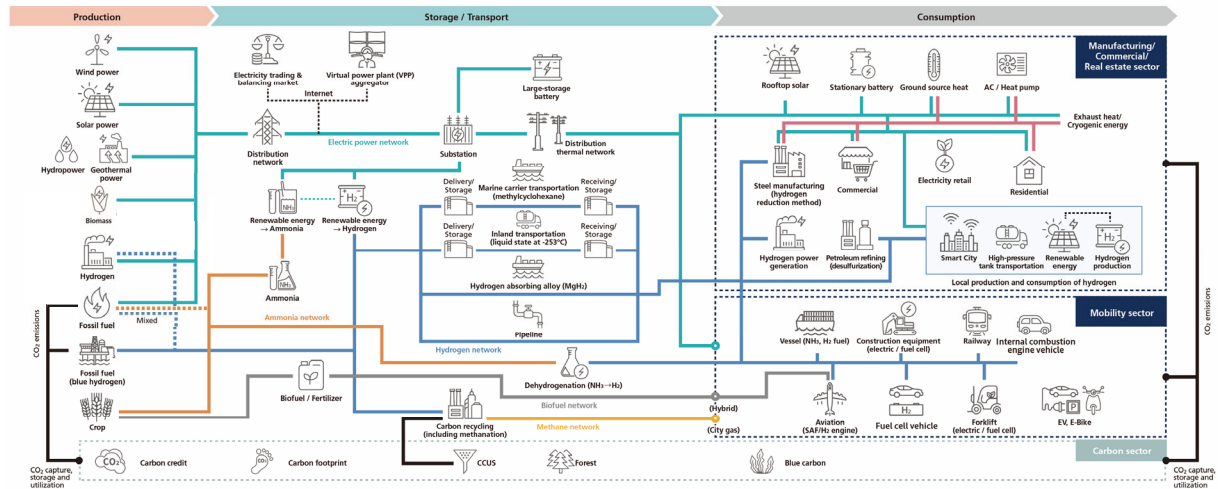 Production
Storage / Transport
Consumption
Wind power
Solar power
Hydropower
Geothermal
power
Biomass
Hydrogen
Fossil fuel
Mixed
Fossil fuel
(blue hydrogen)
Crop
CO₂ emissions
CO₂ capture,
storage and
utilization
Electricity trading &
balancing market
Virtual power plant (VPP)
aggregator
Internet
Large-storage
battery
Distribution
network
Electric power network
Substation
Distribution
thermal network
NH₃
H₂
Renewable energy
→ Ammonia
Renewable energy
→ Hydrogen
Delivery/
Storage
Marine carrier transportation
(methylcyclohexane)
Receiving/
Storage
Delivery/
Storage
Inland transportation
(liquid state at -253°C)
Receiving/
Storage
Hydrogen absorbing alloy (MgH₂)
NH₃
Ammonia
Ammonia network
Pipeline
Hydrogen network
Dehydrogenation (NH₃→H₂)
Biofuel / Fertilizer
Biofuel network
(Hybrid)
Carbon recycling
(including methanation)
Methane network
(City gas)
Manufacturing/
Commercial/
Real estate sector
Rooftop solar
Stationary battery
Ground source heat
AC / Heat pump
Exhaust heat/
Cryogenic energy
Steel manufacturing
(hydrogen
reduction method)
Commercial
Electricity retail
Residential
Hydrogen power
generation
Petroleum refining
(desulfurization)
H₂
Smart City
High-pressure
tank transportation
Renewable
energy
Hydrogen
production
Local production and consumption of hydrogen
Mobility sector
Vessel (NH₃, H₂ fuel)
Construction equipment
(electric / fuel cell)
Railway
Internal combustion
engine vehicle
Aviation
(SAF/H₂ engine)
H₂
Fuel cell vehicle
Forklift
(electric / fuel cell)
P
EV, E-Bike
CO₂ emissions
Carbon sector
CO₂
Carbon credit
CO₂
Carbon footprint
CCUS
Forest
Blue carbon
CO₂ capture,
storage and
utilization